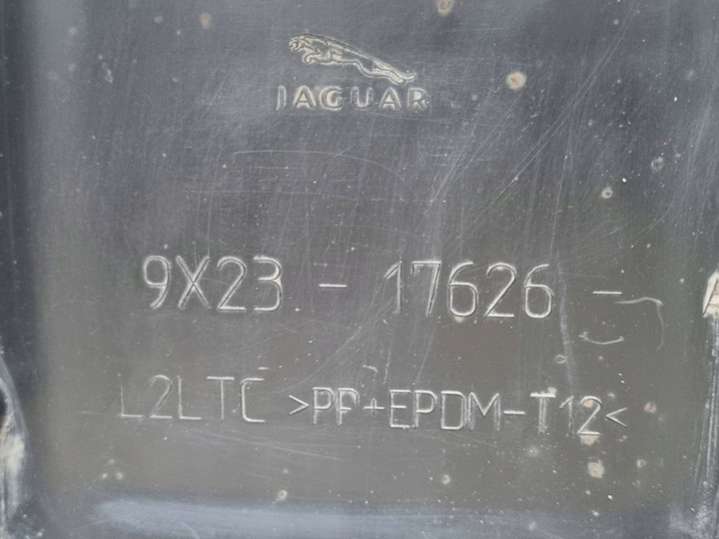 JAGUAR
9X23 - 17626 -
L2LTC >PP+EPDM-T12<